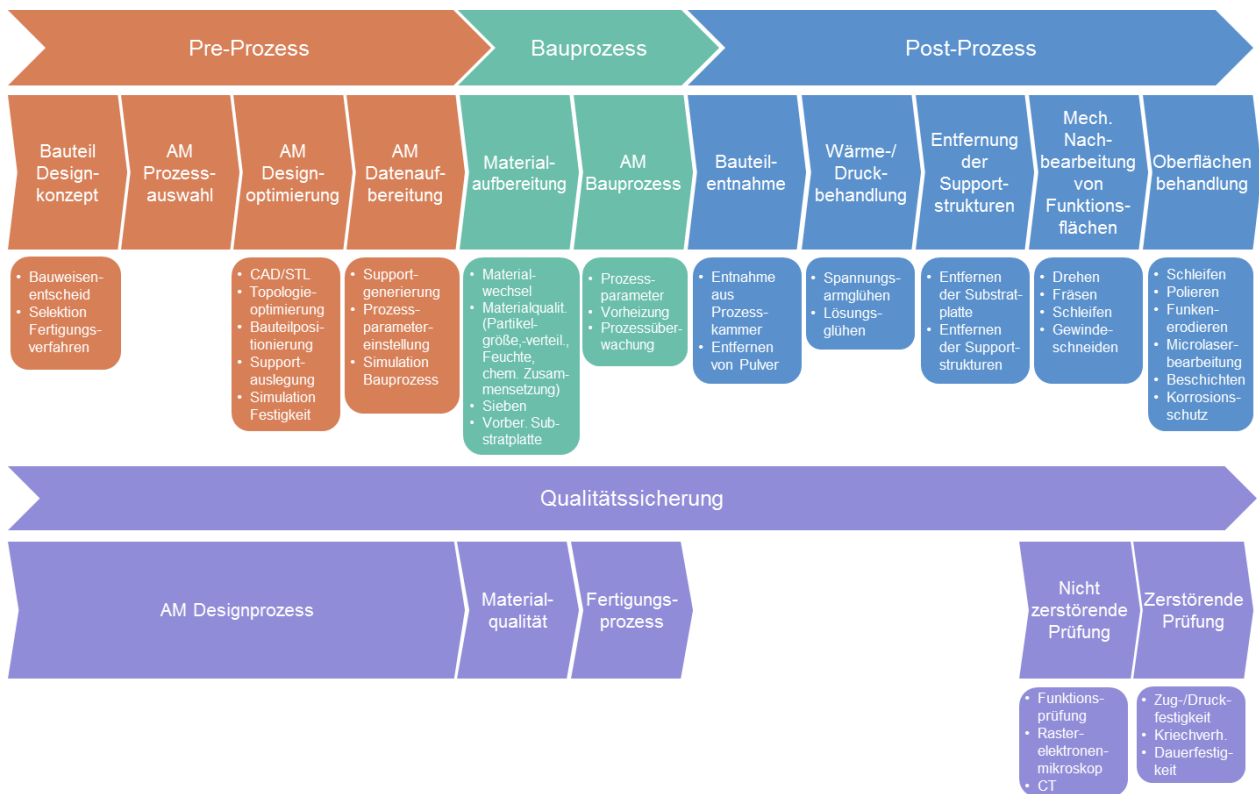 Pre-Prozess
Bauprozess
Post-Prozess
Bauteil
Design-
konzept
AM
Prozess-
auswahl
AM
Design-
optimierung
AM
Datenauf-
bereitung
Material-
aufbereitung
AM
Bauprozess
Bauteil-
entnahme
Wärme-/
Druck-
behandlung
Entfernung
der
Support-
strukturen
Mech.
Nach-
bearbeitung
von
Funktions-
flächen
Oberflächen
behandlung
• Bauweisen-
entscheid
• Selektion
Fertigungs-
verfahren
• CAD/STL
• Topologie-
optimierung
• Bauteilpo-
sitionierung
• Support-
auslegung
• Simulation
Festigkeit
• Support-
generierung
• Prozess-
parameter-
einstellung
• Simulation
Bauprozess
• Material-
wechsel
• Materialqualit.
(Partikel-
größe,-verteil.,
Feuchte,
chem. Zusam-
mensetzung)
• Sieben
• Vorber. Sub-
stratplatte
• Prozess-
parameter
• Vorheizung
• Prozessüber-
wachung
• Entnahme
aus
Prozess-
kammer
• Entfernen
von Pulver
• Spannungs-
armglühen
• Lösungs-
glühen
• Entfernen
der Substrat-
platte
• Entfernen
der Support-
strukturen
• Drehen
• Fräsen
• Schleifen
• Gewinde-
schneiden
• Schleifen
• Polieren
• Funken-
erodieren
• Microlaser-
bearbeitung
• Beschichten
• Korrosions-
schutz
Qualitätssicherung
AM Designprozess
Material-
qualität
Fertigungs-
prozess
Nicht
zerstörende
Prüfung
Zerstörende
Prüfung
• Funktions-
prüfung
• Raster-
elektronen-
mikroskop
• CT
• Zug-/Druck-
festigkeit
• Kriechverh.
• Dauerfestig-
keit